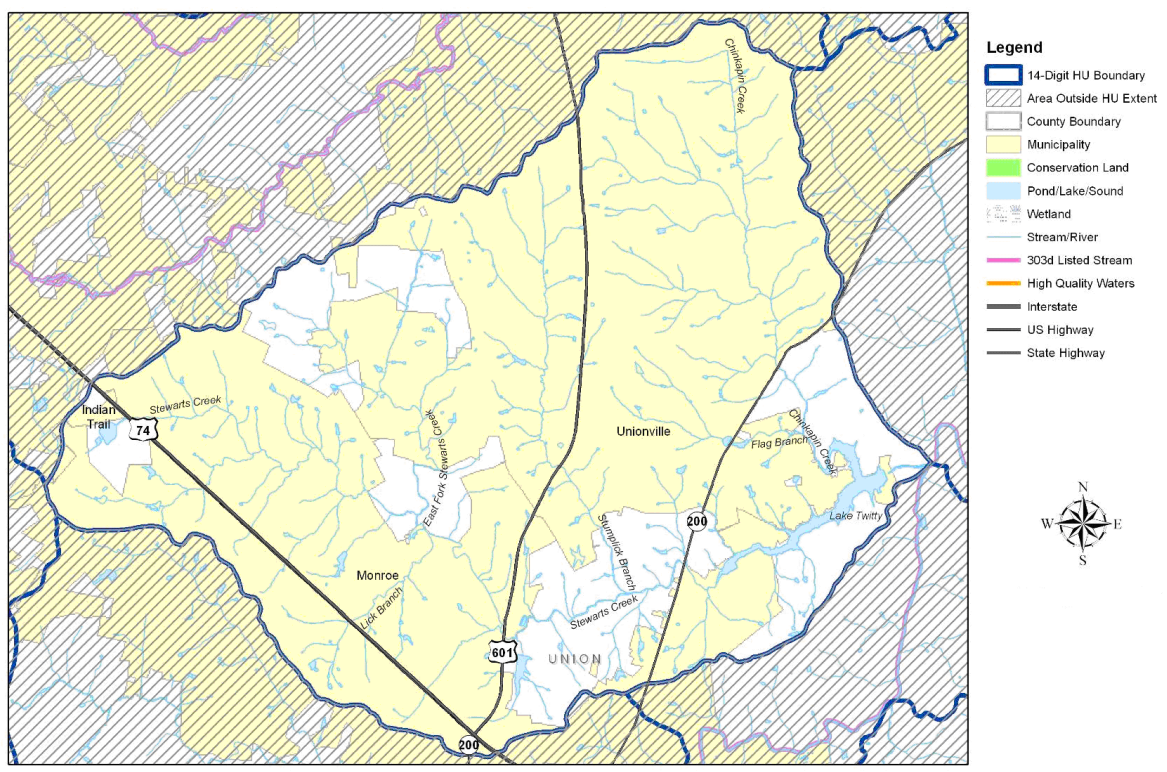 Chinkapin Creek
Indian
Trail
Stewarts Creek
74
East Fork Stewarts Creek
Unionville
Flag Branch
Chinkapin Creek
Lake Twitty
200
Stumplick Branch
Stewarts Creek
Monroe
Lick Branch
601
UNION
200
Legend
14-Digit HU Boundary
Area Outside HU Extent
County Boundary
Municipality
Conservation Land
Pond/Lake/Sound
Wetland
Stream/River
303d Listed Stream
High Quality Waters
Interstate
US Highway
State Highway
N
W E
S